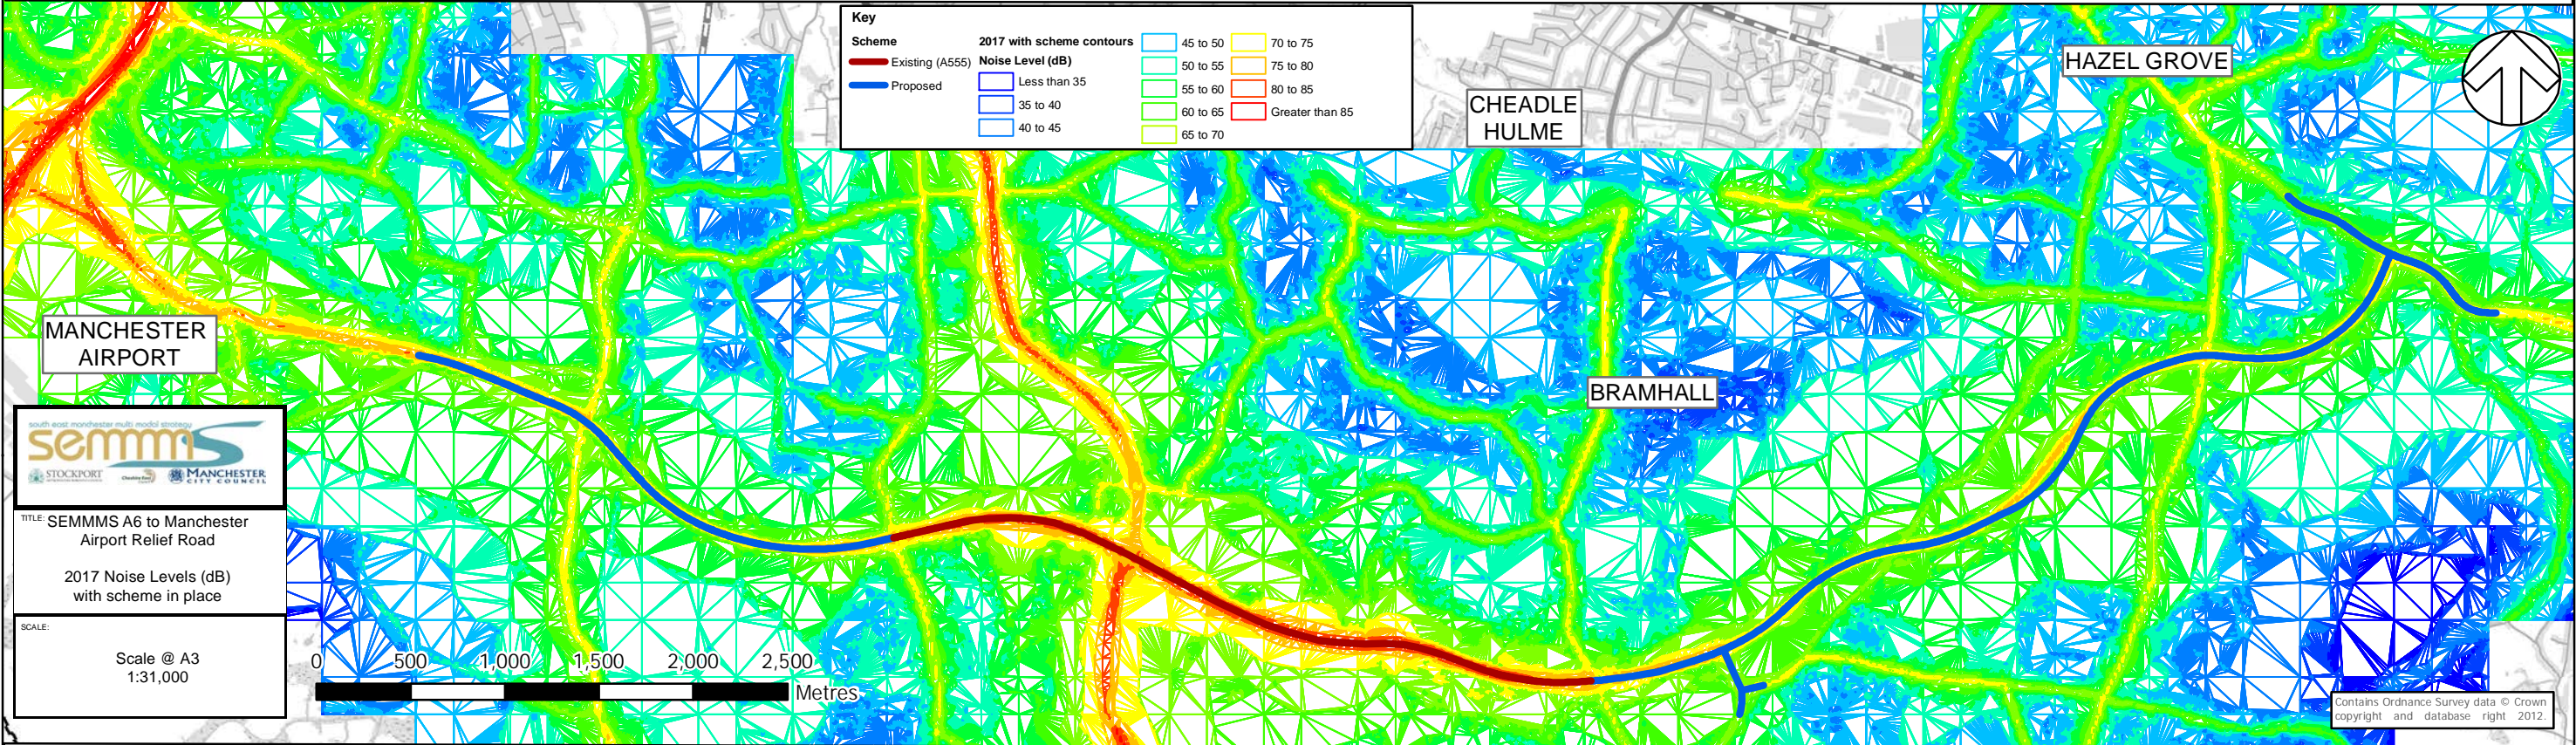 Key
Scheme
Existing (A555)
Proposed
2017 with scheme contours
Noise Level (dB)
Less than 35
35 to 40
40 to 45
45 to 50
50 to 55
55 to 60
60 to 65
65 to 70
70 to 75
75 to 80
80 to 85
Greater than 85
CHEADLE
HULME
HAZEL GROVE
MANCHESTER
AIRPORT
BRAMHALL
south east manchester multi modal strategy
semmms
STOCKPORT
Cheshire East
MANCHESTER
CITY COUNCIL
TITLE: SEMMMS A6 to Manchester
Airport Relief Road
2017 Noise Levels (dB)
with scheme in place
SCALE:
Scale @ A3
1:31,000
0 500 1,000 1,500 2,000 2,500
Metres
Contains Ordnance Survey data © Crown
copyright and database right 2012.